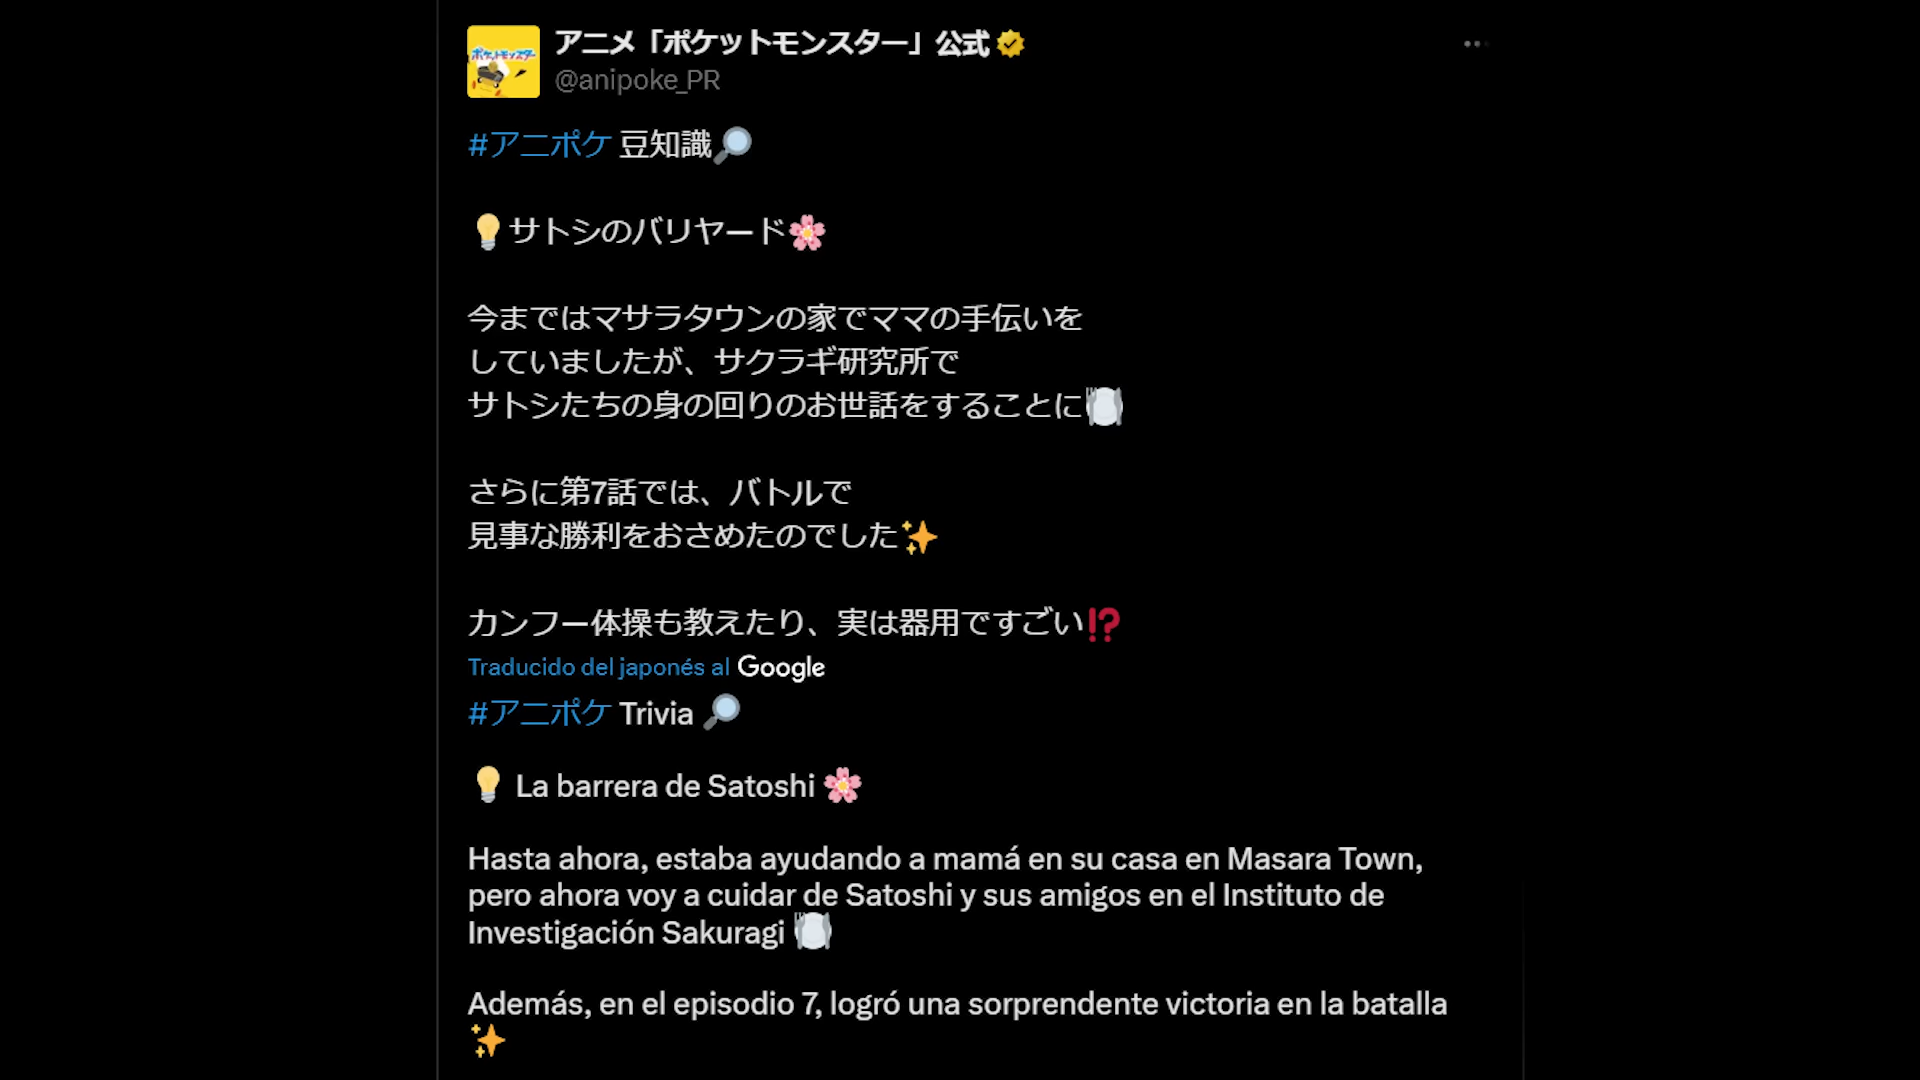 アニメ「ポケットモンスター」公式
@anipoke_PR
#アニポケ 豆知識🔎
💡サトシのバリヤード🌸
今まではマサラタウンの家でママの手伝いを
していましたが、サクラギ研究所で
サトシたちの身の回りのお世話をすることに🍽
さらに第7話では、バトルで
見事な勝利をおさめたのでした✨
カンフー体操も教えたり、実は器用ですごい⁉
Traducido del japonés al Google
#アニポケ Trivia 🔎
💡 La barrera de Satoshi 🌸
Hasta ahora, estaba ayudando a mamá en su casa en Masara Town,
pero ahora voy a cuidar de Satoshi y sus amigos en el Instituto de
Investigación Sakuragi 🍽
Además, en el episodio 7, logró una sorprendente victoria en la batalla
✨